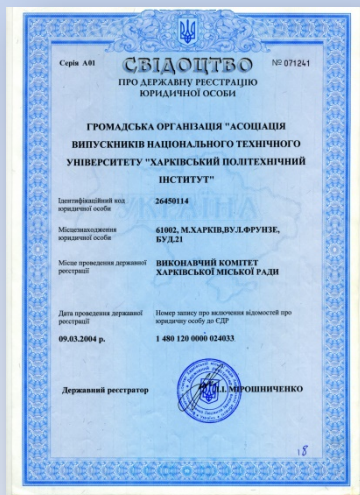 Серія А01
СВІДОЦТВО
№ 071241
ПРО ДЕРЖАВНУ РЕЄСТРАЦІЮ
ЮРИДИЧНОЇ ОСОБИ
ГРОМАДСЬКА ОРГАНІЗАЦІЯ "АСОЦІАЦІЯ
ВИПУСКНИКІВ НАЦІОНАЛЬНОГО ТЕХНІЧНОГО
УНІВЕРСИТЕТУ "ХАРКІВСЬКИЙ ПОЛІТЕХНІЧНИЙ
ІНСТИТУТ"
Ідентифікаційний код
юридичної особи
26450114
УКРАЇНА
Місцезнаходження
юридичної особи
61002, М.ХАРКІВ,ВУЛ.ФРУНЗЕ,
БУД.21
Місце проведення державної
реєстрації
ВИКОНАВЧИЙ КОМІТЕТ
ХАРКІВСЬКОЇ МІСЬКОЇ РАДИ
Дата проведення державної
реєстрації
Номер запису про включення відомостей про
юридичну особу до ЄДР
09.03.2004 р.
1 480 120 0000 024033
Державний реєстратор
МІРОШНИЧЕНКО
18